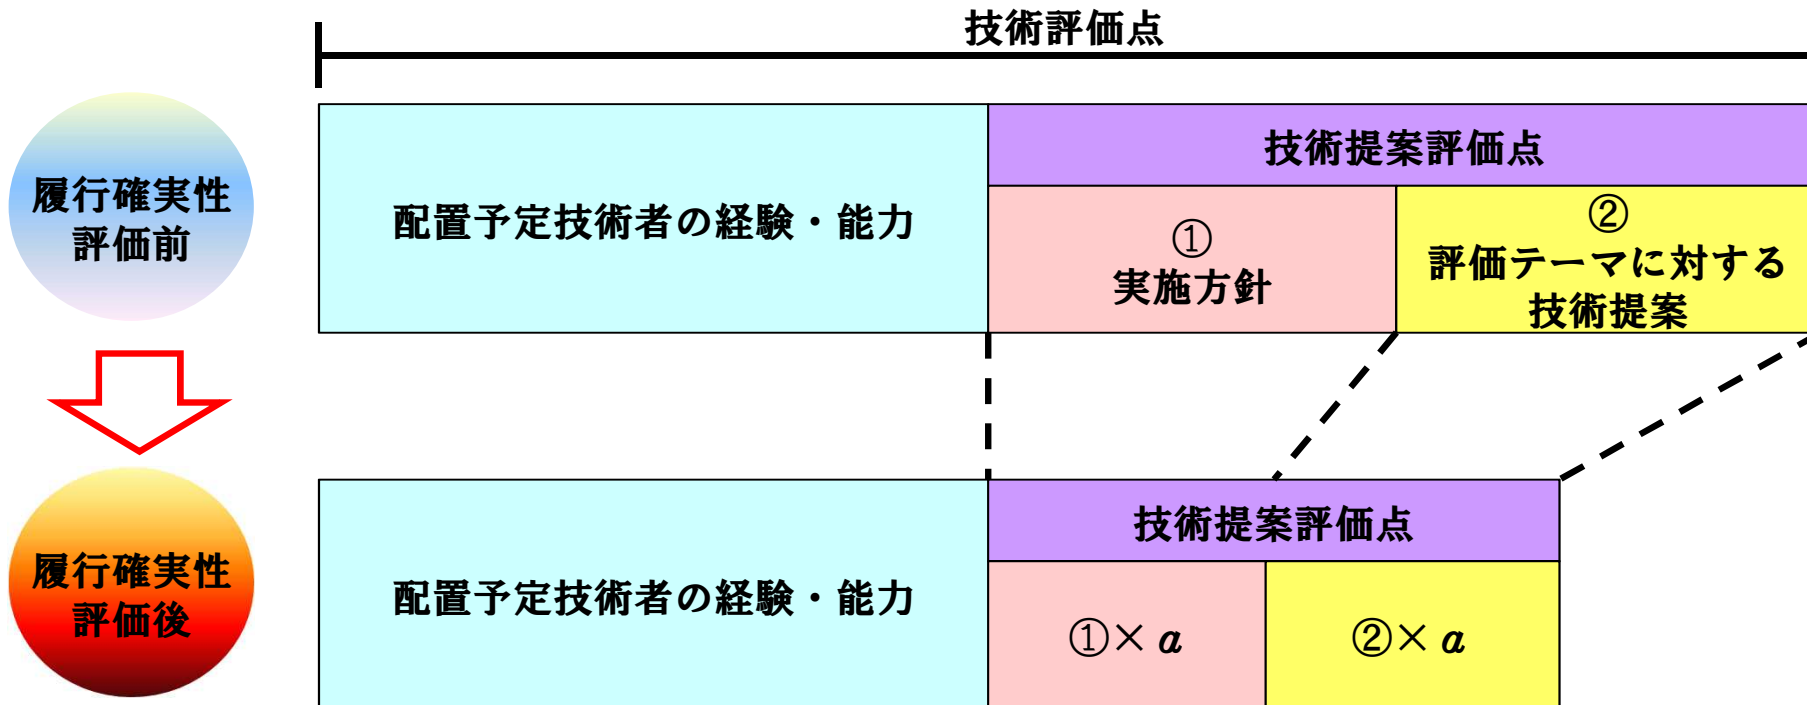 技術評価点
履行確実性
評価前
配置予定技術者の経験・能力
技術提案評価点
①
実施方針
②
評価テーマに対する
技術提案
履行確実性
評価後
配置予定技術者の経験・能力
技術提案評価点
①×a
②×a